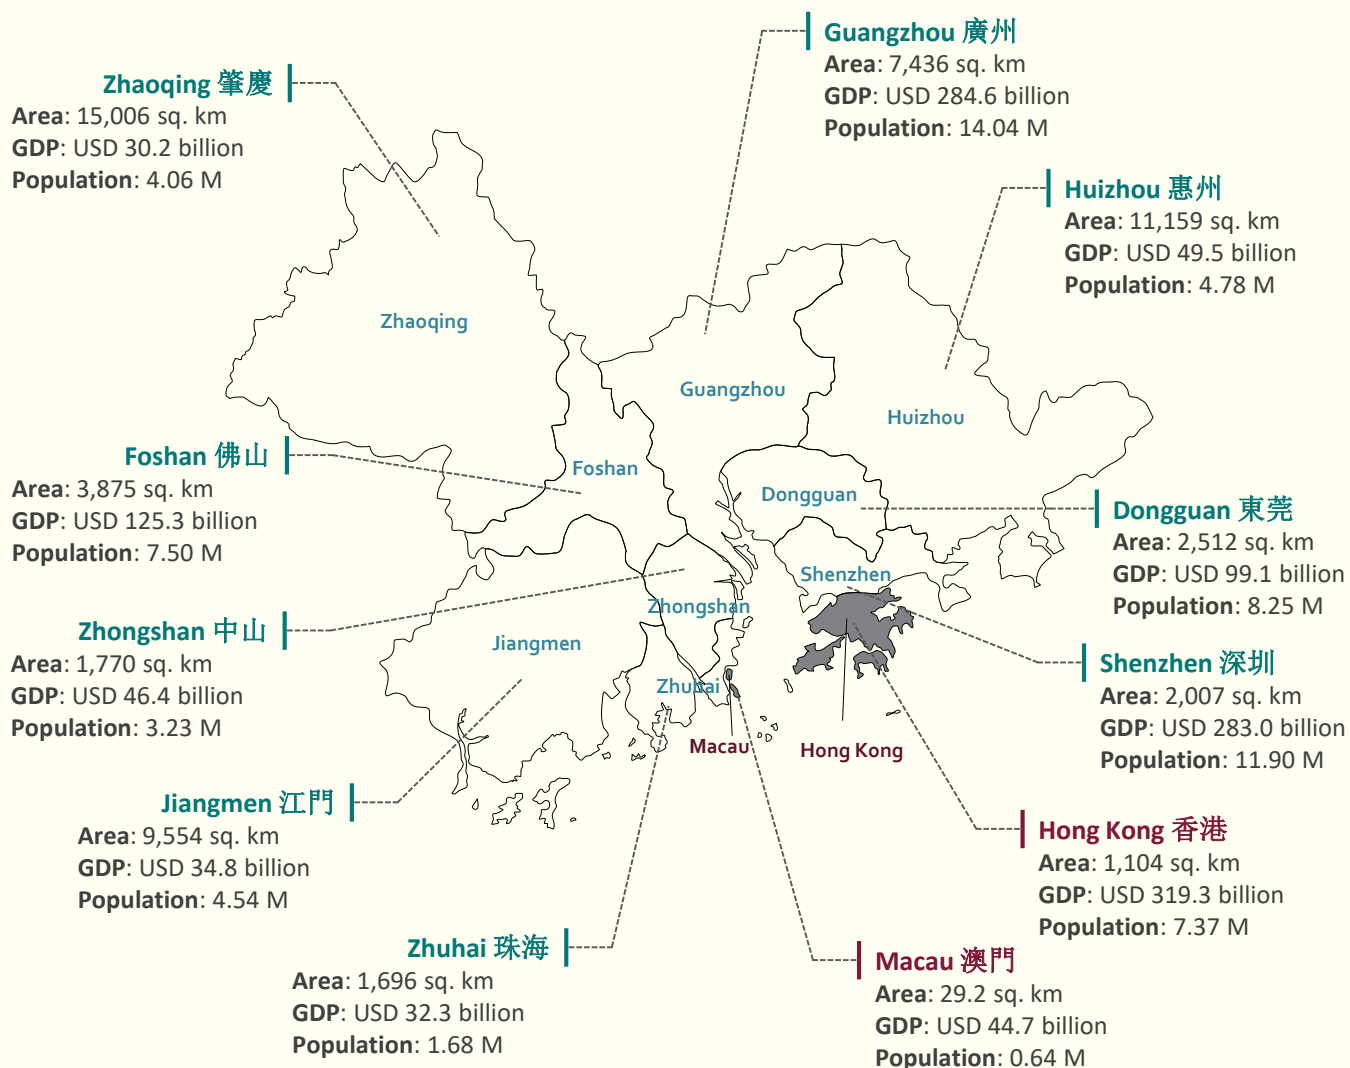 Guangzhou 廣州
Area: 7,436 sq. km
GDP: USD 284.6 billion
Population: 14.04 M
Zhaoqing 肇慶
Area: 15,006 sq. km
GDP: USD 30.2 billion
Population: 4.06 M
Huizhou 惠州
Area: 11,159 sq. km
GDP: USD 49.5 billion
Population: 4.78 M
Zhaoqing
Guangzhou
Huizhou
Foshan 佛山
Area: 3,875 sq. km
GDP: USD 125.3 billion
Population: 7.50 M
Foshan
Dongguan
Dongguan 東莞
Area: 2,512 sq. km
GDP: USD 99.1 billion
Population: 8.25 M
Shenzhen
Zhongshan
Zhongshan 中山
Area: 1,770 sq. km
GDP: USD 46.4 billion
Population: 3.23 M
Jiangmen
Zhuhai
Macau
Hong Kong
Shenzhen 深圳
Area: 2,007 sq. km
GDP: USD 283.0 billion
Population: 11.90 M
Jiangmen 江門
Area: 9,554 sq. km
GDP: USD 34.8 billion
Population: 4.54 M
Hong Kong 香港
Area: 1,104 sq. km
GDP: USD 319.3 billion
Population: 7.37 M
Zhuhai 珠海
Area: 1,696 sq. km
GDP: USD 32.3 billion
Population: 1.68 M
Macau 澳門
Area: 29.2 sq. km
GDP: USD 44.7 billion
Population: 0.64 M